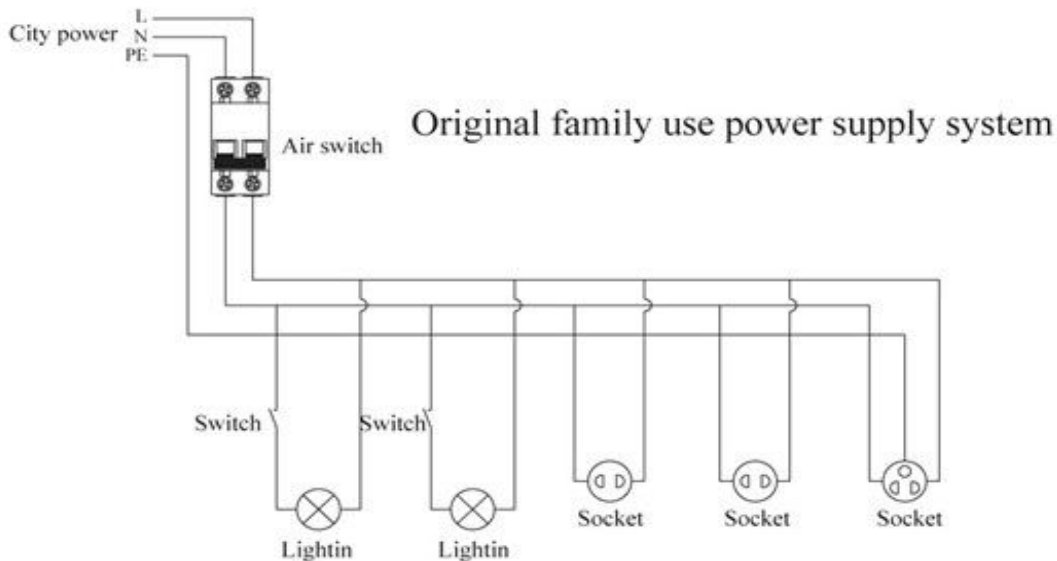 L
City power N
PE
Air switch
Original family use power supply system
Switch
Switch
Socket
Socket
Socket
Lightin
Lightin